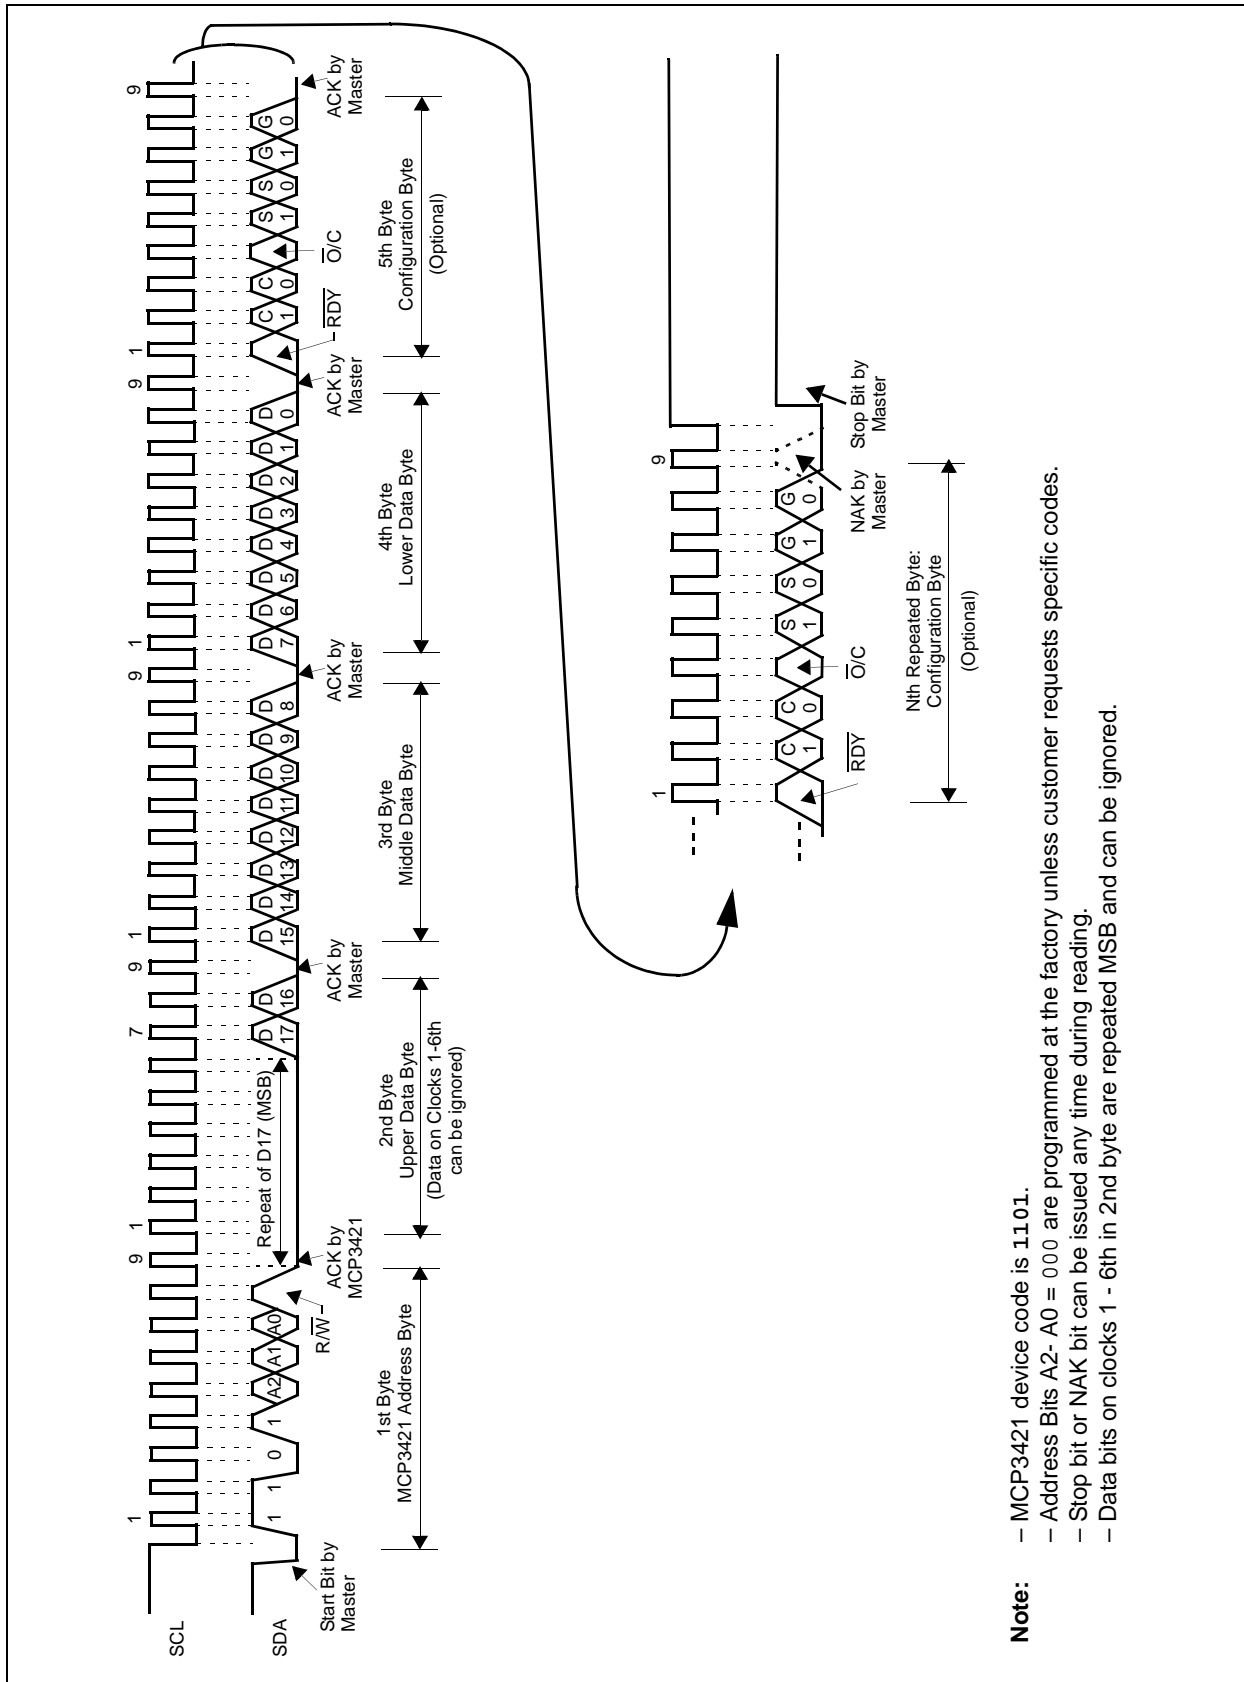 SCL
1
9
1
7
9
1
9
1
9
1
9
SDA
1
1
0
1
A2
A1
A0
Repeat of D17 (MSB)
D
17
D
16
D
15
D
14
D
13
D
12
D
11
D
10
D
9
D
8
D
7
D
6
D
5
D
4
D
3
D
2
D
1
D
0
C
1
C
0
S
1
S
0
G
1
G
0
Start Bit by
Master
R/W̅
ACK by
MCP3421
ACK by
Master
ACK by
Master
ACK by
Master
R̅D̅Y̅
O̅/C
ACK by
Master
1st Byte
MCP3421 Address Byte
2nd Byte
Upper Data Byte
(Data on Clocks 1-6th
can be ignored)
3rd Byte
Middle Data Byte
4th Byte
Lower Data Byte
5th Byte
Configuration Byte
(Optional)
1
9
C
1
C
0
S
1
S
0
G
1
G
0
R̅D̅Y̅
O̅/C
NAK by
Master
Stop Bit by
Master
Nth Repeated Byte:
Configuration Byte
(Optional)
Note:
– MCP3421 device code is 1101.
– Address Bits A2- A0 = 000 are programmed at the factory unless customer requests specific codes.
– Stop bit or NAK bit can be issued any time during reading.
– Data bits on clocks 1 - 6th in 2nd byte are repeated MSB and can be ignored.